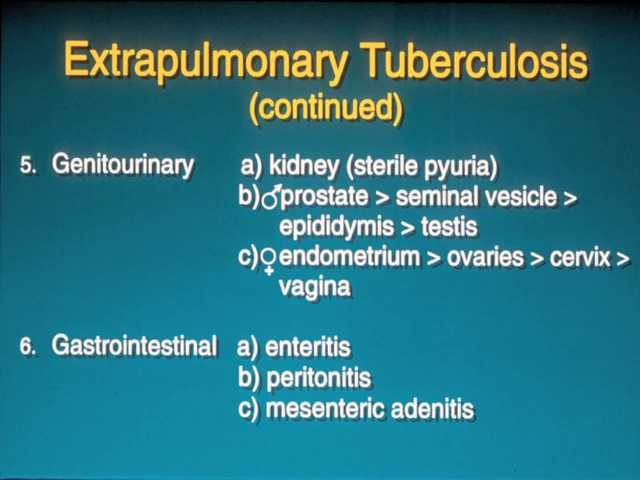 Extrapulmonary Tuberculosis
(continued)
5. Genitourinary a) kidney (sterile pyuria)
b)♂prostate > seminal vesicle >
epididymis > testis
c)♀endometrium > ovaries > cervix >
vagina
6. Gastrointestinal a) enteritis
b) peritonitis
c) mesenteric adenitis